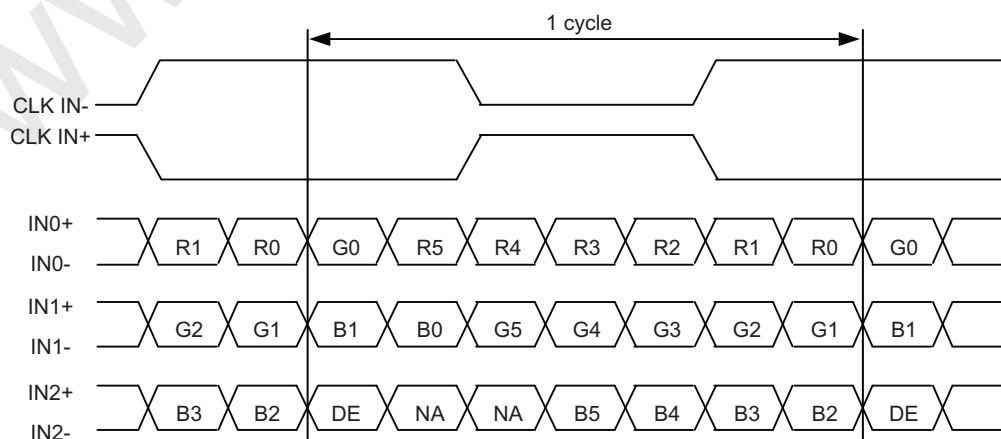 1 cycle
CLK IN-
CLK IN+
IN0+
R1 R0 G0 R5 R4 R3 R2 R1 R0 G0
IN0-
IN1+
G2 G1 B1 B0 G5 G4 G3 G2 G1 B1
IN1-
IN2+
B3 B2 DE NA NA B5 B4 B3 B2 DE
IN2-